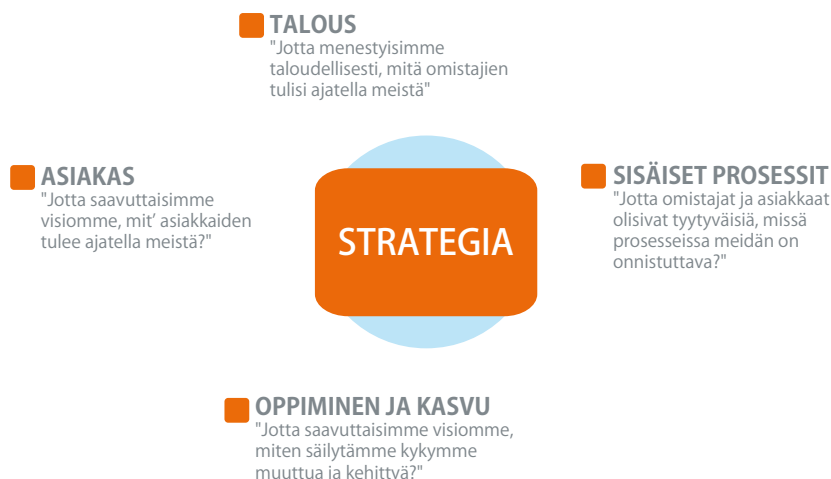 TALOUS
"Jotta menestyisimme
taloudellisesti, mitä omistajien
tulisi ajatella meistä"
ASIAKAS
"Jotta saavuttaisimme
visiomme, mit’ asiakkaiden
tulee ajatella meistä?"
STRATEGIA
SISÄISET PROSESSIT
"Jotta omistajat ja asiakkaat
olisivat tyytyväisiä, missä
prosesseissa meidän on
onnistuttava?"
OPPIMINEN JA KASVU
"Jotta saavuttaisimme visiomme,
miten säilytämme kykymme
muuttua ja kehittyä?"